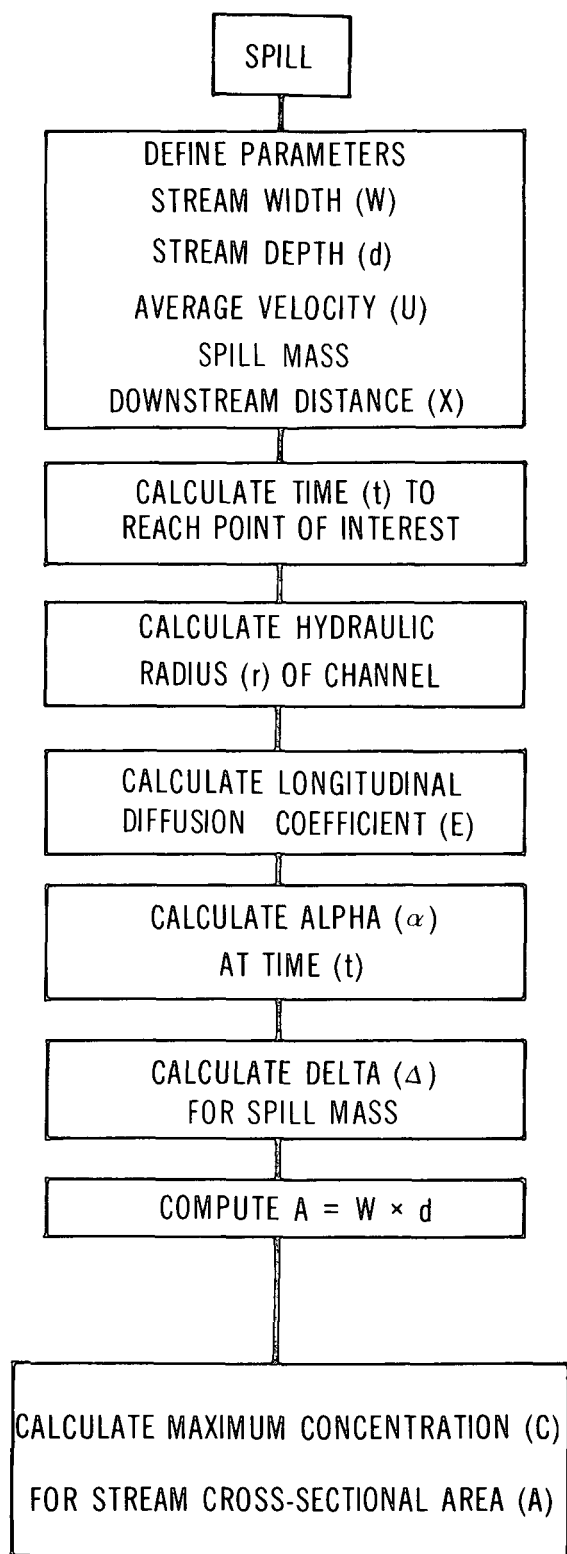 SPILL
DEFINE PARAMETERS
STREAM WIDTH (W)
STREAM DEPTH (d)
AVERAGE VELOCITY (U)
SPILL MASS
DOWNSTREAM DISTANCE (X)
CALCULATE TIME (t) TO
REACH POINT OF INTEREST
CALCULATE HYDRAULIC
RADIUS (r) OF CHANNEL
CALCULATE LONGITUDINAL
DIFFUSION COEFFICIENT (E)
CALCULATE ALPHA (α)
AT TIME (t)
CALCULATE DELTA (Δ)
FOR SPILL MASS
COMPUTE A = W × d
CALCULATE MAXIMUM CONCENTRATION (C)
FOR STREAM CROSS-SECTIONAL AREA (A)